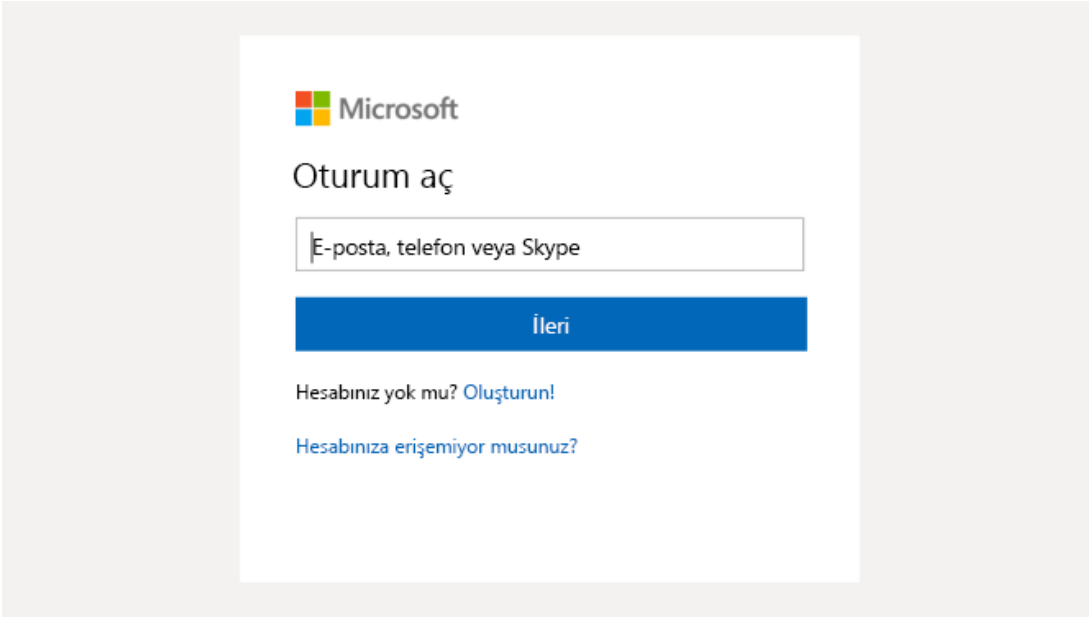 Microsoft
Oturum aç
E-posta, telefon veya Skype
İleri
Hesabınız yok mu? Oluşturun!
Hesabınıza erişemiyor musunuz?